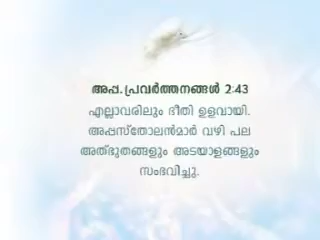 അപ്പ.പ്രവർത്തനങ്ങൾ 2:43
എല്ലാവരിലും ഭീതി ഉളവായി.
അപ്പസ്തോലൻമാർ വഴി പല
അത്ഭുതങ്ങളും അടയാളങ്ങളും
സംഭവിച്ചു.